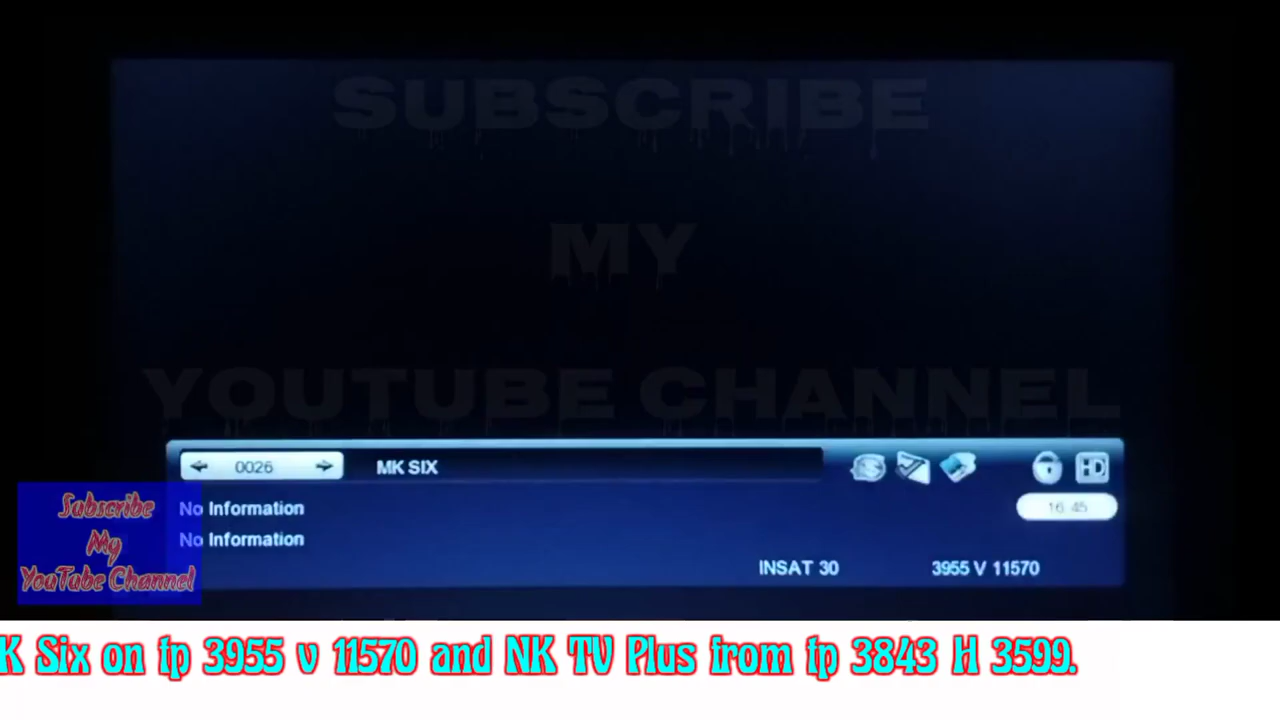 SUBSCRIBE
MY
YOUTUBE CHANNEL
0026
MK SIX
HD
No Information
16:45
No Information
INSAT 30
3955 V 11570
Subscribe
My
YouTube Channel
K Six on tp 3955 v 11570 and NK TV Plus from tp 3843 H 3599.